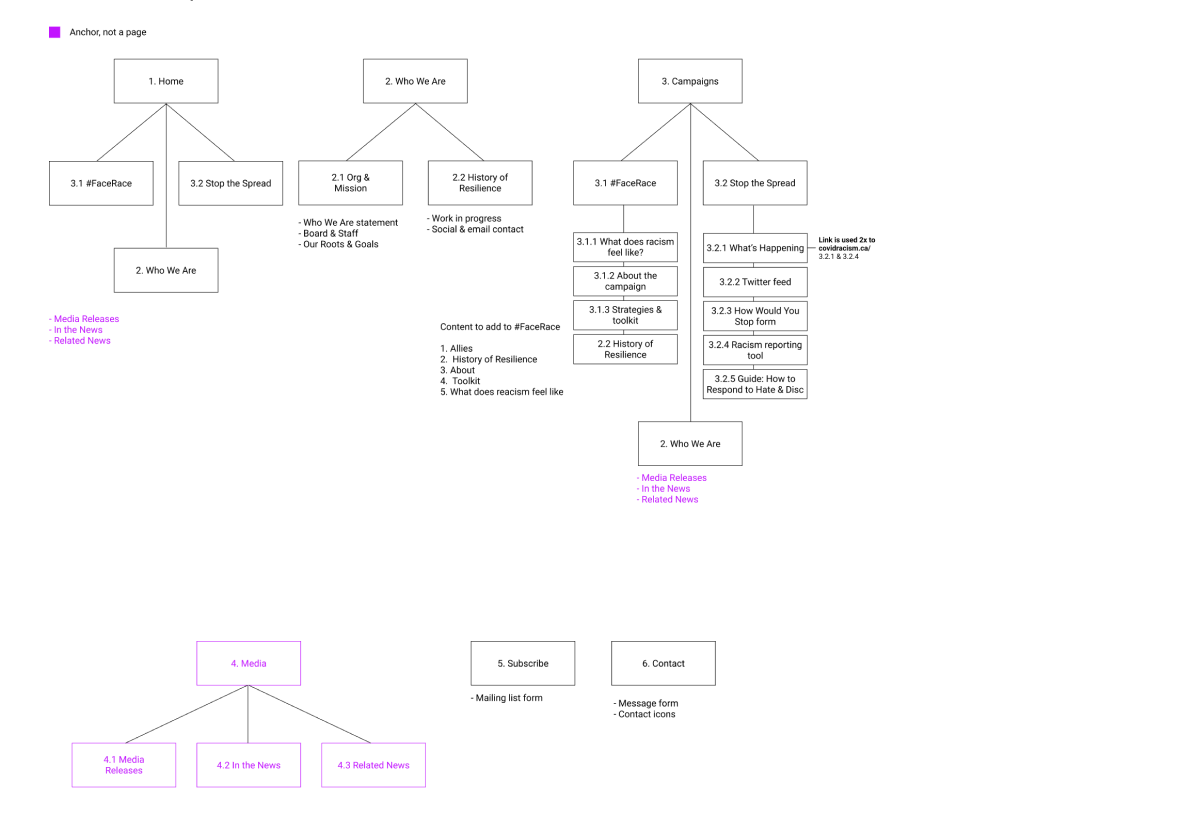 Anchor, not a page
1. Home
2. Who We Are
3. Campaigns
3.1 #FaceRace
3.2 Stop the Spread
2.1 Org &
Mission
2.2 History of
Resilience
3.1 #FaceRace
3.2 Stop the Spread
- Who We Are statement
- Board & Staff
- Our Roots & Goals
- Work in progress
- Social & email contact
2. Who We Are
- Media Releases
- In the News
- Related News
3.1.1 What does racism
feel like?
3.1.2 About the
campaign
3.1.3 Strategies &
toolkit
2.2 History of
Resilience
3.2.1 What's Happening
Link is used 2x to
covidracism.ca/
3.2.1 & 3.2.4
3.2.2 Twitter feed
3.2.3 How Would You
Stop form
3.2.4 Racism reporting
tool
3.2.5 Guide: How to
Respond to Hate & Disc
Content to add to #FaceRace
1. Allies
2. History of Resilience
3. About
4. Toolkit
5. What does reacism feel like
2. Who We Are
- Media Releases
- In the News
- Related News
4. Media
5. Subscribe
6. Contact
- Mailing list form
- Message form
- Contact icons
4.1 Media
Releases
4.2 In the News
4.3 Related News